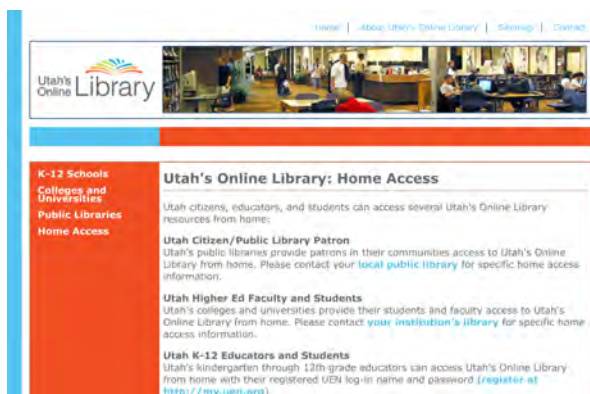 Home | About Utah's Online Library | Sitemap | Contact
Utah's
Online Library
K-12 Schools
Colleges and
Universities
Public Libraries
Home Access
Utah's Online Library: Home Access
Utah citizens, educators, and students can access several Utah's Online Library
resources from home:
Utah Citizen/Public Library Patron
Utah's public libraries provide patrons in their communities access to Utah's Online
Library from home. Please contact your local public library for specific home access
information.
Utah Higher Ed Faculty and Students
Utah's colleges and universities provide their students and faculty access to Utah's
Online Library from home. Please contact your institution's library for specific home
access information.
Utah K-12 Educators and Students
Utah's kindergarten through 12th grade educators can access Utah's Online Library
from home with their registered UEN log-in name and password (register at
http://my.uen.org).